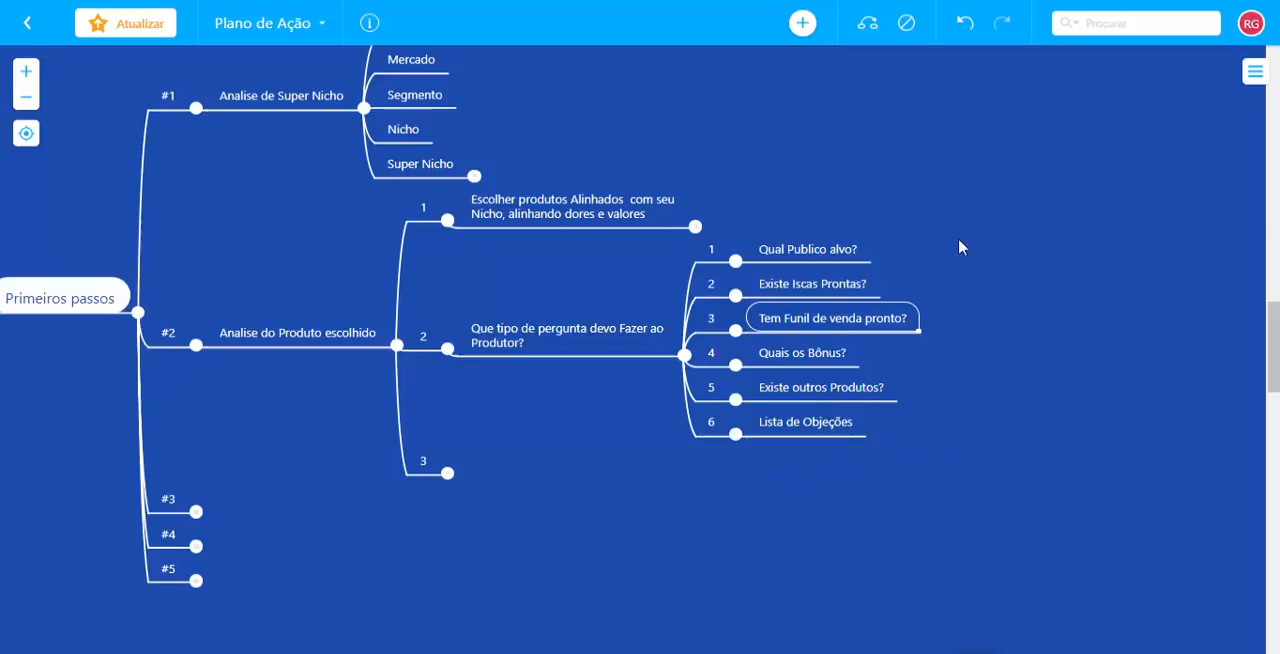 Atualizar
Plano de Ação
Procurar
RG
Mercado
#1
Analise de Super Nicho
Segmento
Nicho
Super Nicho
1
Escolher produtos Alinhados com seu
Nicho, alinhando dores e valores
1
Qual Publico alvo?
2
Existe Iscas Prontas?
Primeiros passos
3
Tem Funil de venda pronto?
#2
Analise do Produto escolhido
2
Que tipo de pergunta devo Fazer ao
Produtor?
4
Quais os Bônus?
5
Existe outros Produtos?
6
Lista de Objeções
3
#3
#4
#5